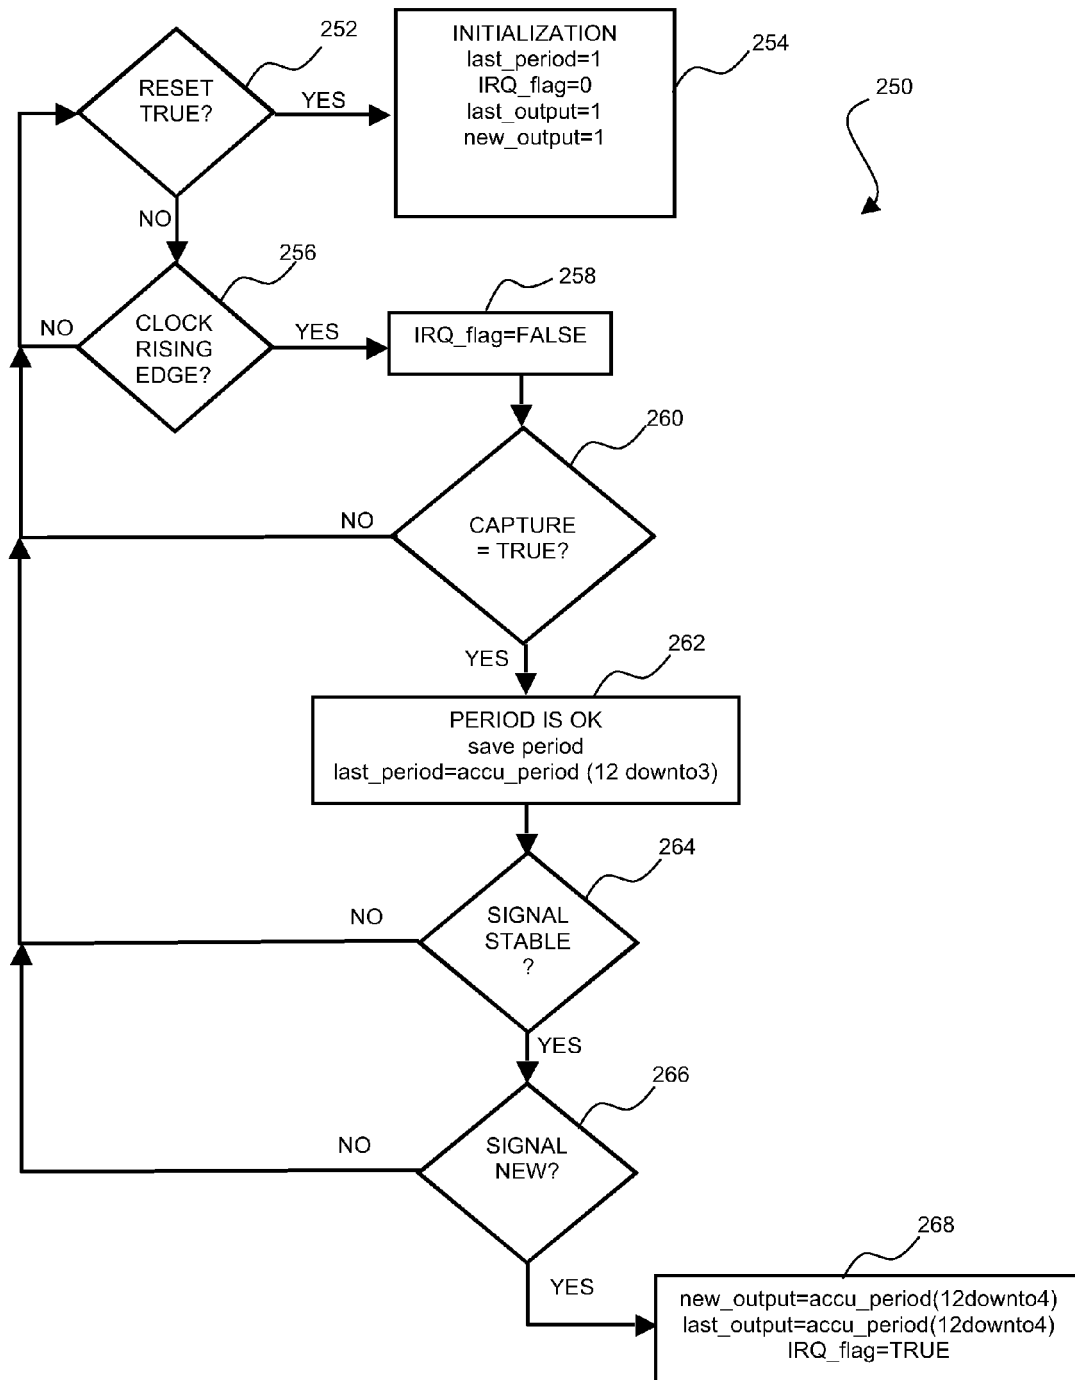 252
RESET
TRUE?
YES
INITIALIZATION
last_period=1
IRQ_flag=0
last_output=1
new_output=1
254
250
NO
256
CLOCK
RISING
EDGE?
NO
YES
258
IRQ_flag=FALSE
260
CAPTURE
= TRUE?
NO
YES
262
PERIOD IS OK
save period
last_period=accu_period (12 downto3)
264
SIGNAL
STABLE
?
NO
YES
266
SIGNAL
NEW?
NO
YES
268
new_output=accu_period(12downto4)
last_output=accu_period(12downto4)
IRQ_flag=TRUE